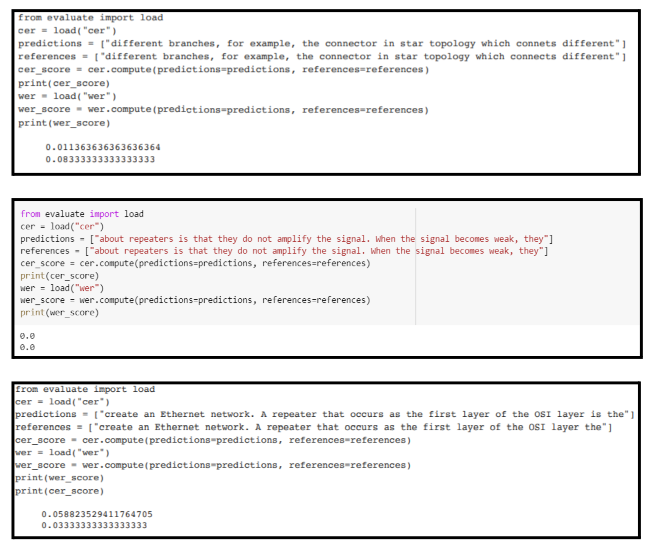 from evaluate import load
cer = load("cer")
predictions = ["different branches, for example, the connector in star topology which connets different"]
references = ["different branches, for example, the connector in star topology which connects different"]
cer_score = cer.compute(predictions=predictions, references=references)
print(cer_score)
wer = load("wer")
wer_score = wer.compute(predictions=predictions, references=references)
print(wer_score)
0.011363636363636364
0.08333333333333333
from evaluate import load
cer = load("cer")
predictions = ["about repeaters is that they do not amplify the signal. When the signal becomes weak, they"]
references = ["about repeaters is that they do not amplify the signal. When the signal becomes weak, they"]
cer_score = cer.compute(predictions=predictions, references=references)
print(cer_score)
wer = load("wer")
wer_score = wer.compute(predictions=predictions, references=references)
print(wer_score)
0.0
0.0
from evaluate import load
cer = load("cer")
predictions = ["create an Ethernet network. A repeater that occurs as the first layer of the OSI layer is the"]
references = ["create an Ethernet network. A repeater that occurs as the first layer of the OSI layer the"]
cer_score = cer.compute(predictions=predictions, references=references)
wer = load("wer")
wer_score = wer.compute(predictions=predictions, references=references)
print(wer_score)
print(cer_score)
0.058823529411764705
0.03333333333333333